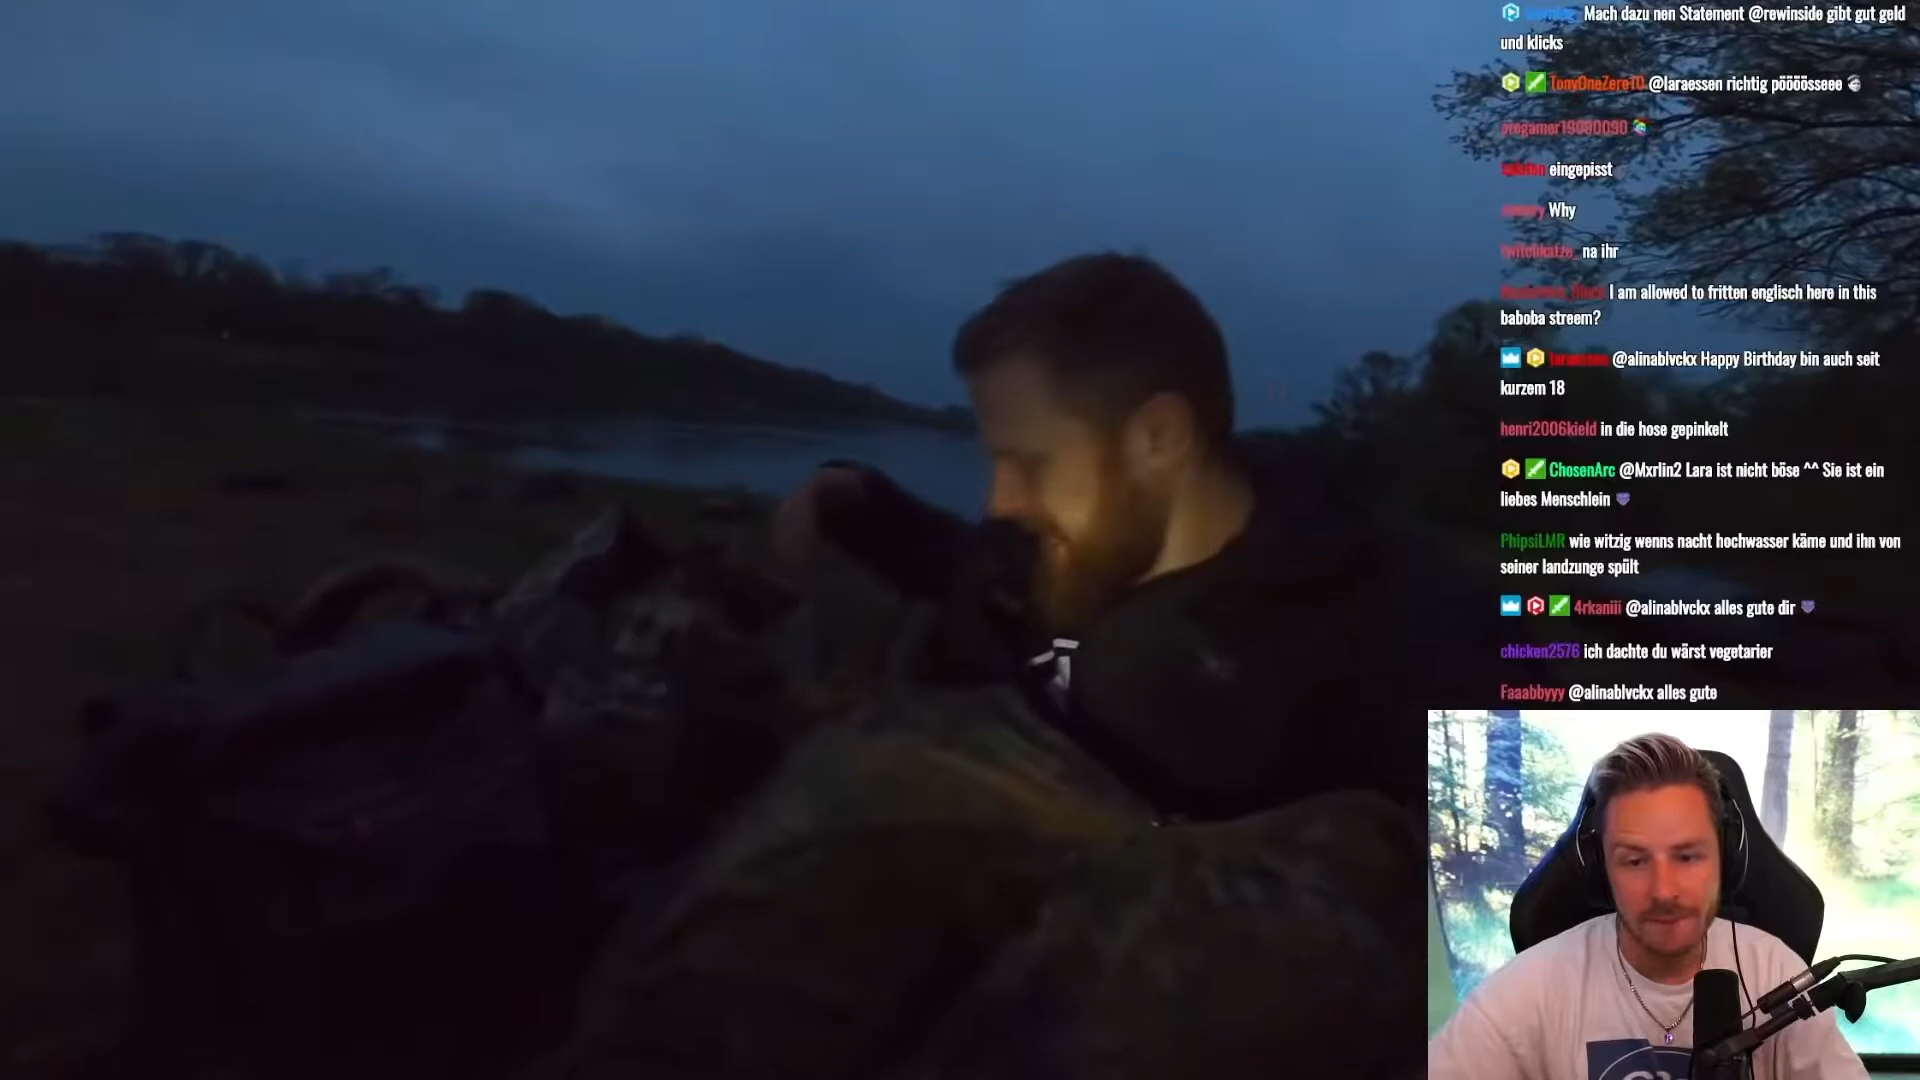 Mach dazu nen Statement @rewinside gibt gut geld
und klicks
TonyOneZeroTO @laraessen richtig pöööösseee
progamer19090090
eingepisst
Why
twitchkatze_ na ihr
I am allowed to fritten englisch here in this
baboba streem?
@alinablvckx Happy Birthday bin auch seit
kurzem 18
henri2006kield in die hose gepinkelt
ChosenArc @Mxrlin2 Lara ist nicht böse ^^ Sie ist ein
liebes Menschlein
PhipsiLMR wie witzig wenns nacht hochwasser käme und ihn von
seiner landzunge spült
4rkaniii @alinablvckx alles gute dir
chicken2576 ich dachte du wärst vegetarier
Faaabbyyy @alinablvckx alles gute